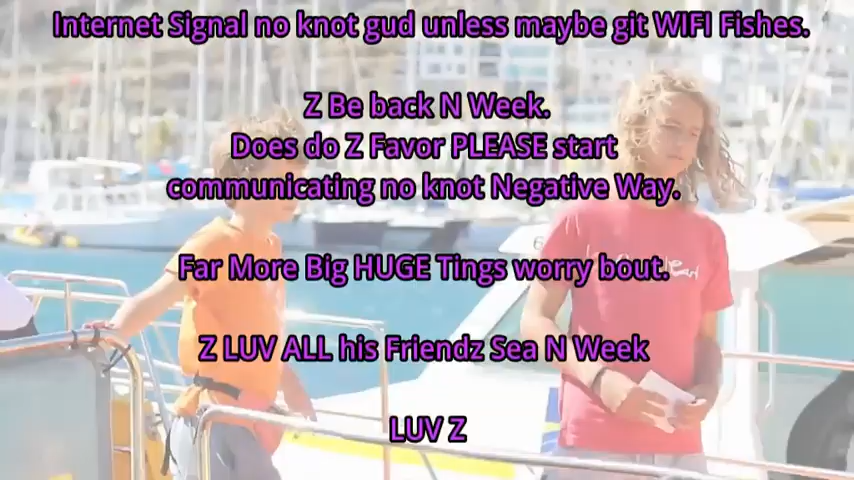 Internet Signal no knot gud unless maybe git WIFI Fishes.
Z Be back N Week.
Does do Z Favor PLEASE start
communicating no knot Negative Way.
Far More Big HUGE Tings worry bout.
Z LUV ALL his Friendz Sea N Week
LUV Z